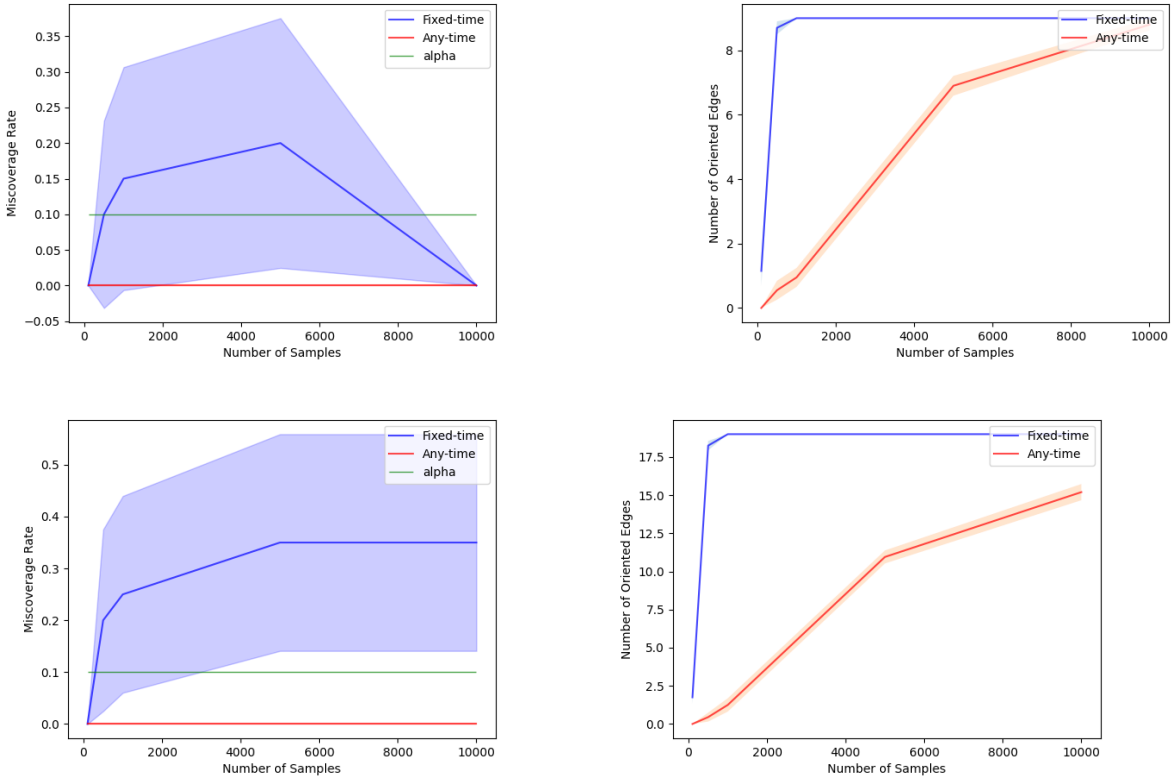 0.35
0.30
0.25
0.20
0.15
0.10
0.05
0.00
−0.05
Miscoverage Rate
Fixed-time
Any-time
alpha
0 2000 4000 6000 8000 10000
Number of Samples
8
6
4
2
0
Number of Oriented Edges
Fixed-time
Any-time
0 2000 4000 6000 8000 10000
Number of Samples
0.5
0.4
0.3
0.2
0.1
0.0
Miscoverage Rate
Fixed-time
Any-time
alpha
0 2000 4000 6000 8000 10000
Number of Samples
17.5
15.0
12.5
10.0
7.5
5.0
2.5
0.0
Number of Oriented Edges
Fixed-time
Any-time
0 2000 4000 6000 8000 10000
Number of Samples